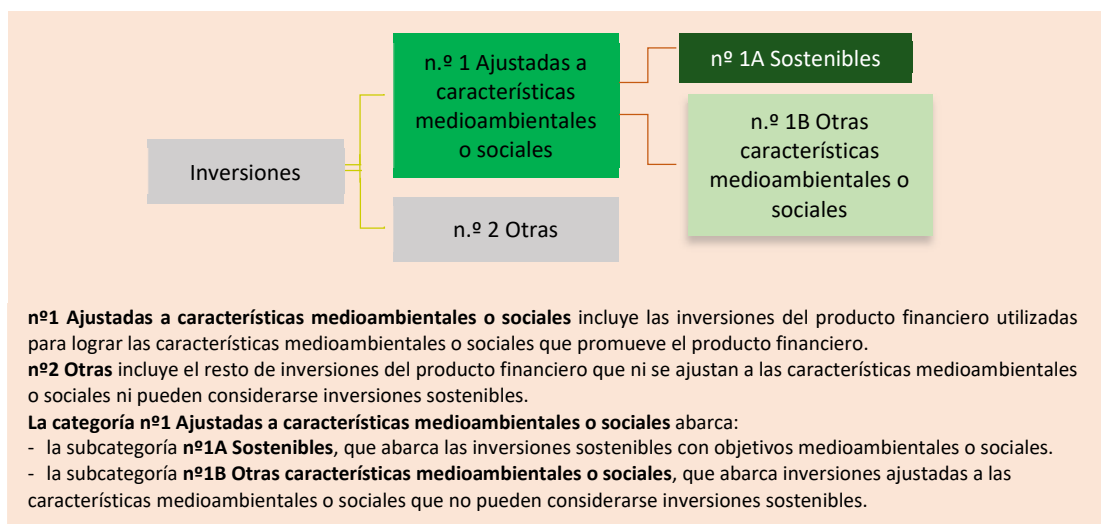 n.º 1 Ajustadas a
características
medioambientales
o sociales
nº 1A Sostenibles
n.º 1B Otras
características
medioambientales o
sociales
Inversiones
n.º 2 Otras
nº1 Ajustadas a características medioambientales o sociales incluye las inversiones del producto financiero utilizadas
para lograr las características medioambientales o sociales que promueve el producto financiero.
nº2 Otras incluye el resto de inversiones del producto financiero que ni se ajustan a las características medioambientales
o sociales ni pueden considerarse inversiones sostenibles.
La categoría nº1 Ajustadas a características medioambientales o sociales abarca:
- la subcategoría nº1A Sostenibles, que abarca las inversiones sostenibles con objetivos medioambientales o sociales.
- la subcategoría nº1B Otras características medioambientales o sociales, que abarca inversiones ajustadas a las
características medioambientales o sociales que no pueden considerarse inversiones sostenibles.